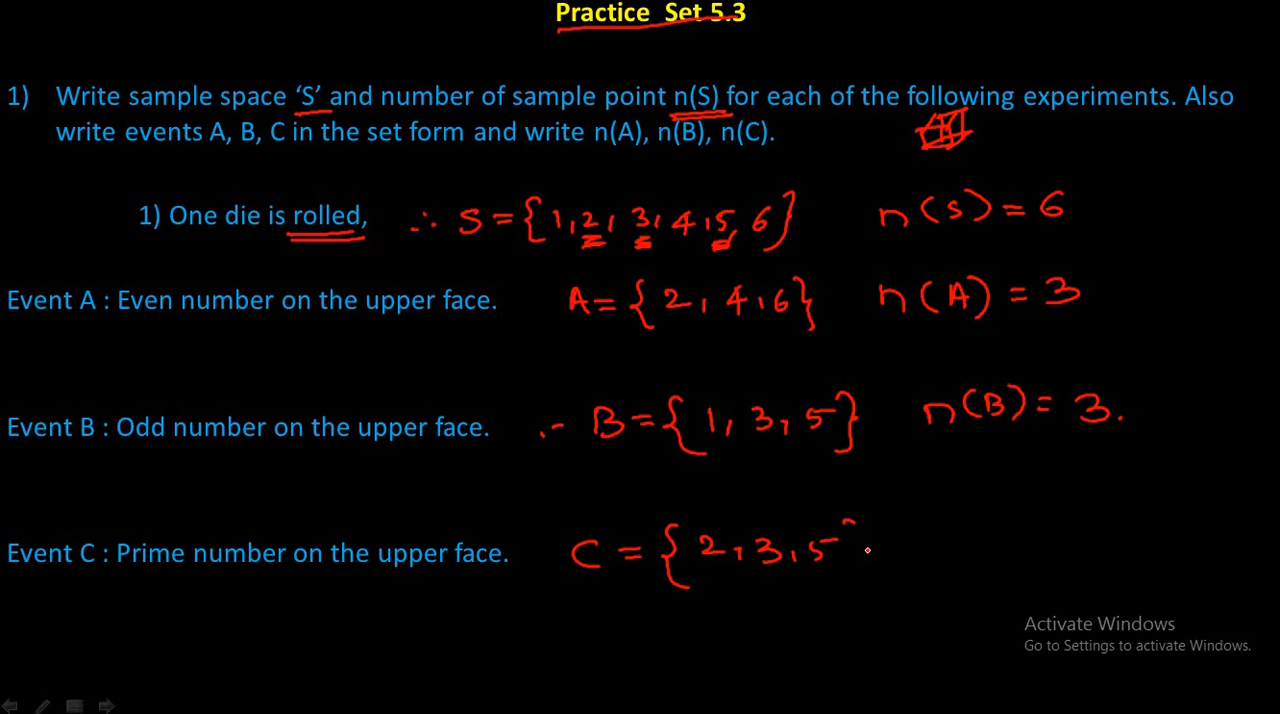 Practice Set 5.3
1) Write sample space ‘S’ and number of sample point n(S) for each of the following experiments. Also
write events A, B, C in the set form and write n(A), n(B), n(C).
1) One die is rolled, ∴ S = {1, 2, 3, 4, 5, 6} n(S) = 6
Event A : Even number on the upper face. A = {2, 4, 6} n(A) = 3
Event B : Odd number on the upper face. ∴ B = {1, 3, 5} n(B) = 3.
Event C : Prime number on the upper face. C = {2, 3, 5
Activate Windows
Go to Settings to activate Windows.